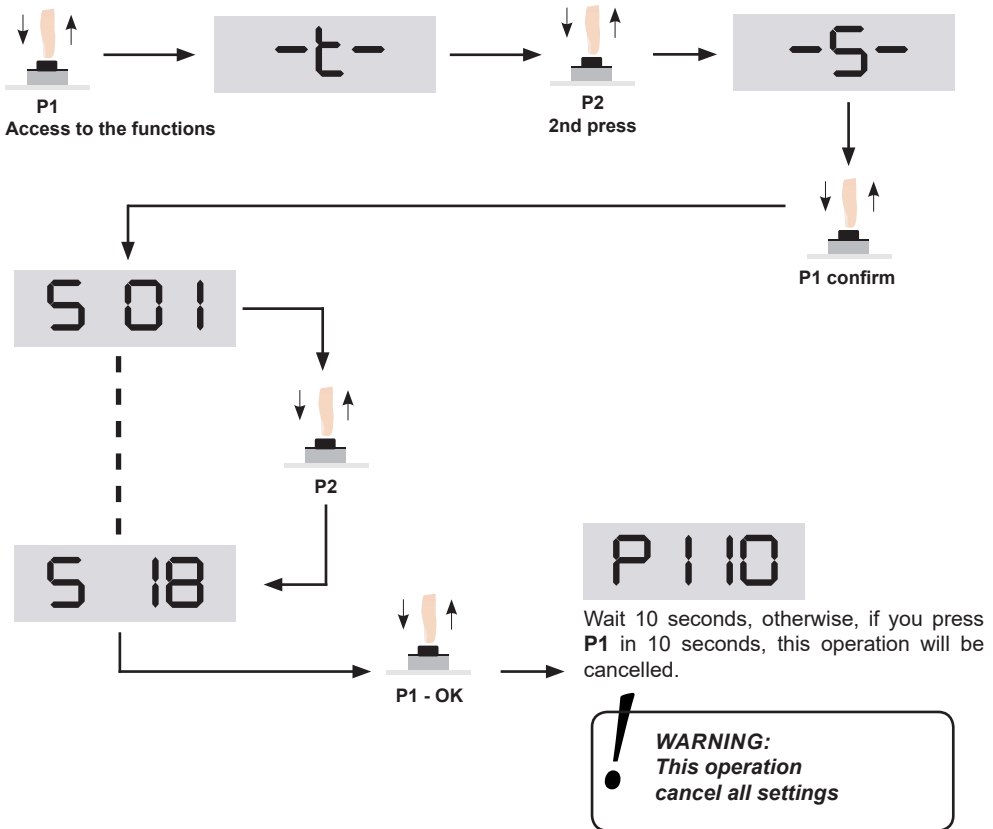 -t-
-S-
P1
Access to the functions
P2
2nd press
P1 confirm
S 01
P2
S 18
P1 - OK
P110
Wait 10 seconds, otherwise, if you press
P1 in 10 seconds, this operation will be
cancelled.
!
WARNING:
This operation
cancel all settings